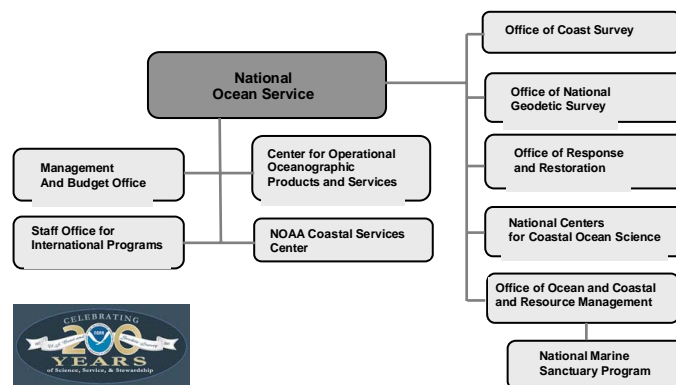 National
Ocean Service
Management
And Budget Office
Center for Operational
Oceanographic
Products and Services
Staff Office for
International Programs
NOAA Coastal Services
Center
Office of Coast Survey
Office of National
Geodetic Survey
Office of Response
and Restoration
National Centers
for Coastal Ocean Science
Office of Ocean and Coastal
and Resource Management
National Marine
Sanctuary Program
CELEBRATING
200
YEARS
of Science, Service, & Stewardship